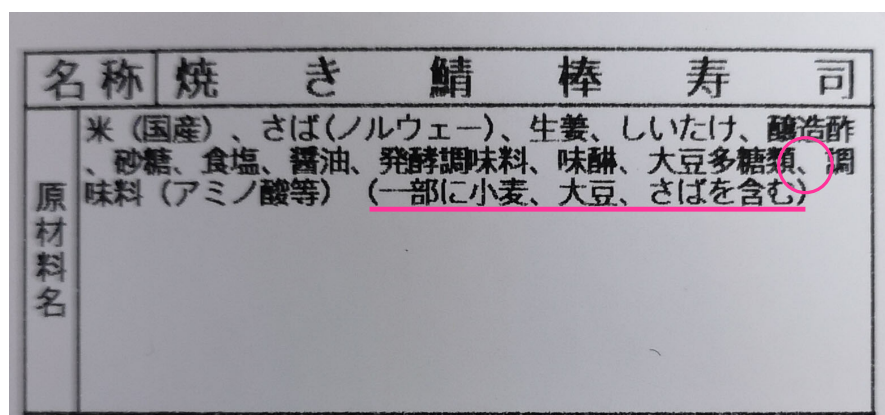 名称 焼き鯖棒寿司
原材料名
米（国産）、さば（ノルウェー）、生姜、しいたけ、醸造酢
、砂糖、食塩、醤油、発酵調味料、味醂、大豆多糖類、調
味料（アミノ酸等）（一部に小麦、大豆、さばを含む）